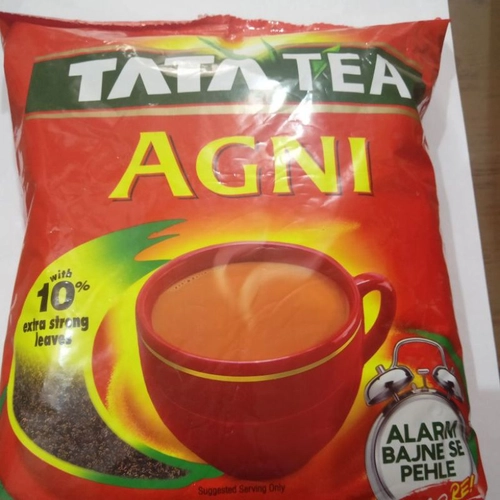 TATA TEA
AGNI
with
10%
extra strong
leaves
ALARM
BAJNE SE
PEHLE
Suggested Serving Only